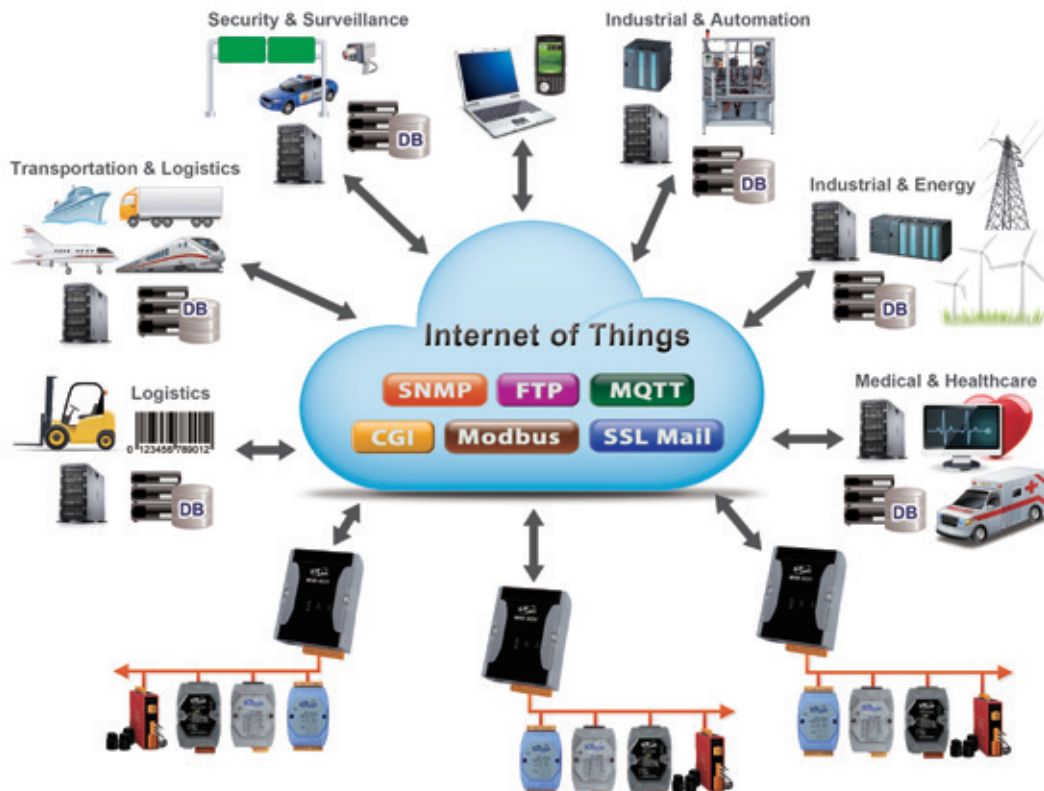 Security & Surveillance
DB
Industrial & Automation
DB
Transportation & Logistics
DB
Industrial & Energy
DB
Internet of Things
SNMP FTP MQTT
CGI Modbus SSL Mail
Logistics
0 123456 789012
DB
Medical & Healthcare
DB